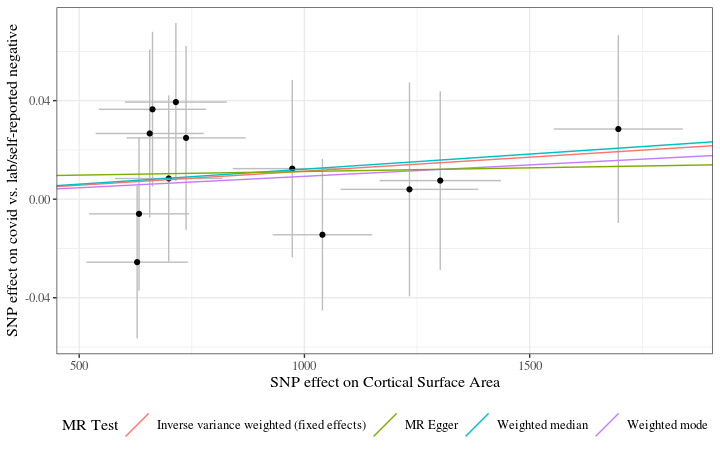 SNP effect on covid vs. lab/self-reported negative
0.04
0.00
-0.04
500
1000
1500
SNP effect on Cortical Surface Area
MR Test
Inverse variance weighted (fixed effects)
MR Egger
Weighted median
Weighted mode